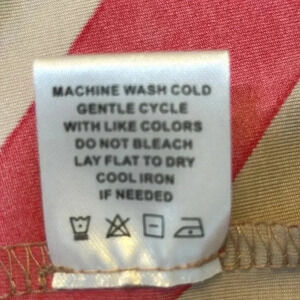 MACHINE WASH COLD
GENTLE CYCLE
WITH LIKE COLORS
DO NOT BLEACH
LAY FLAT TO DRY
COOL IRON
IF NEEDED